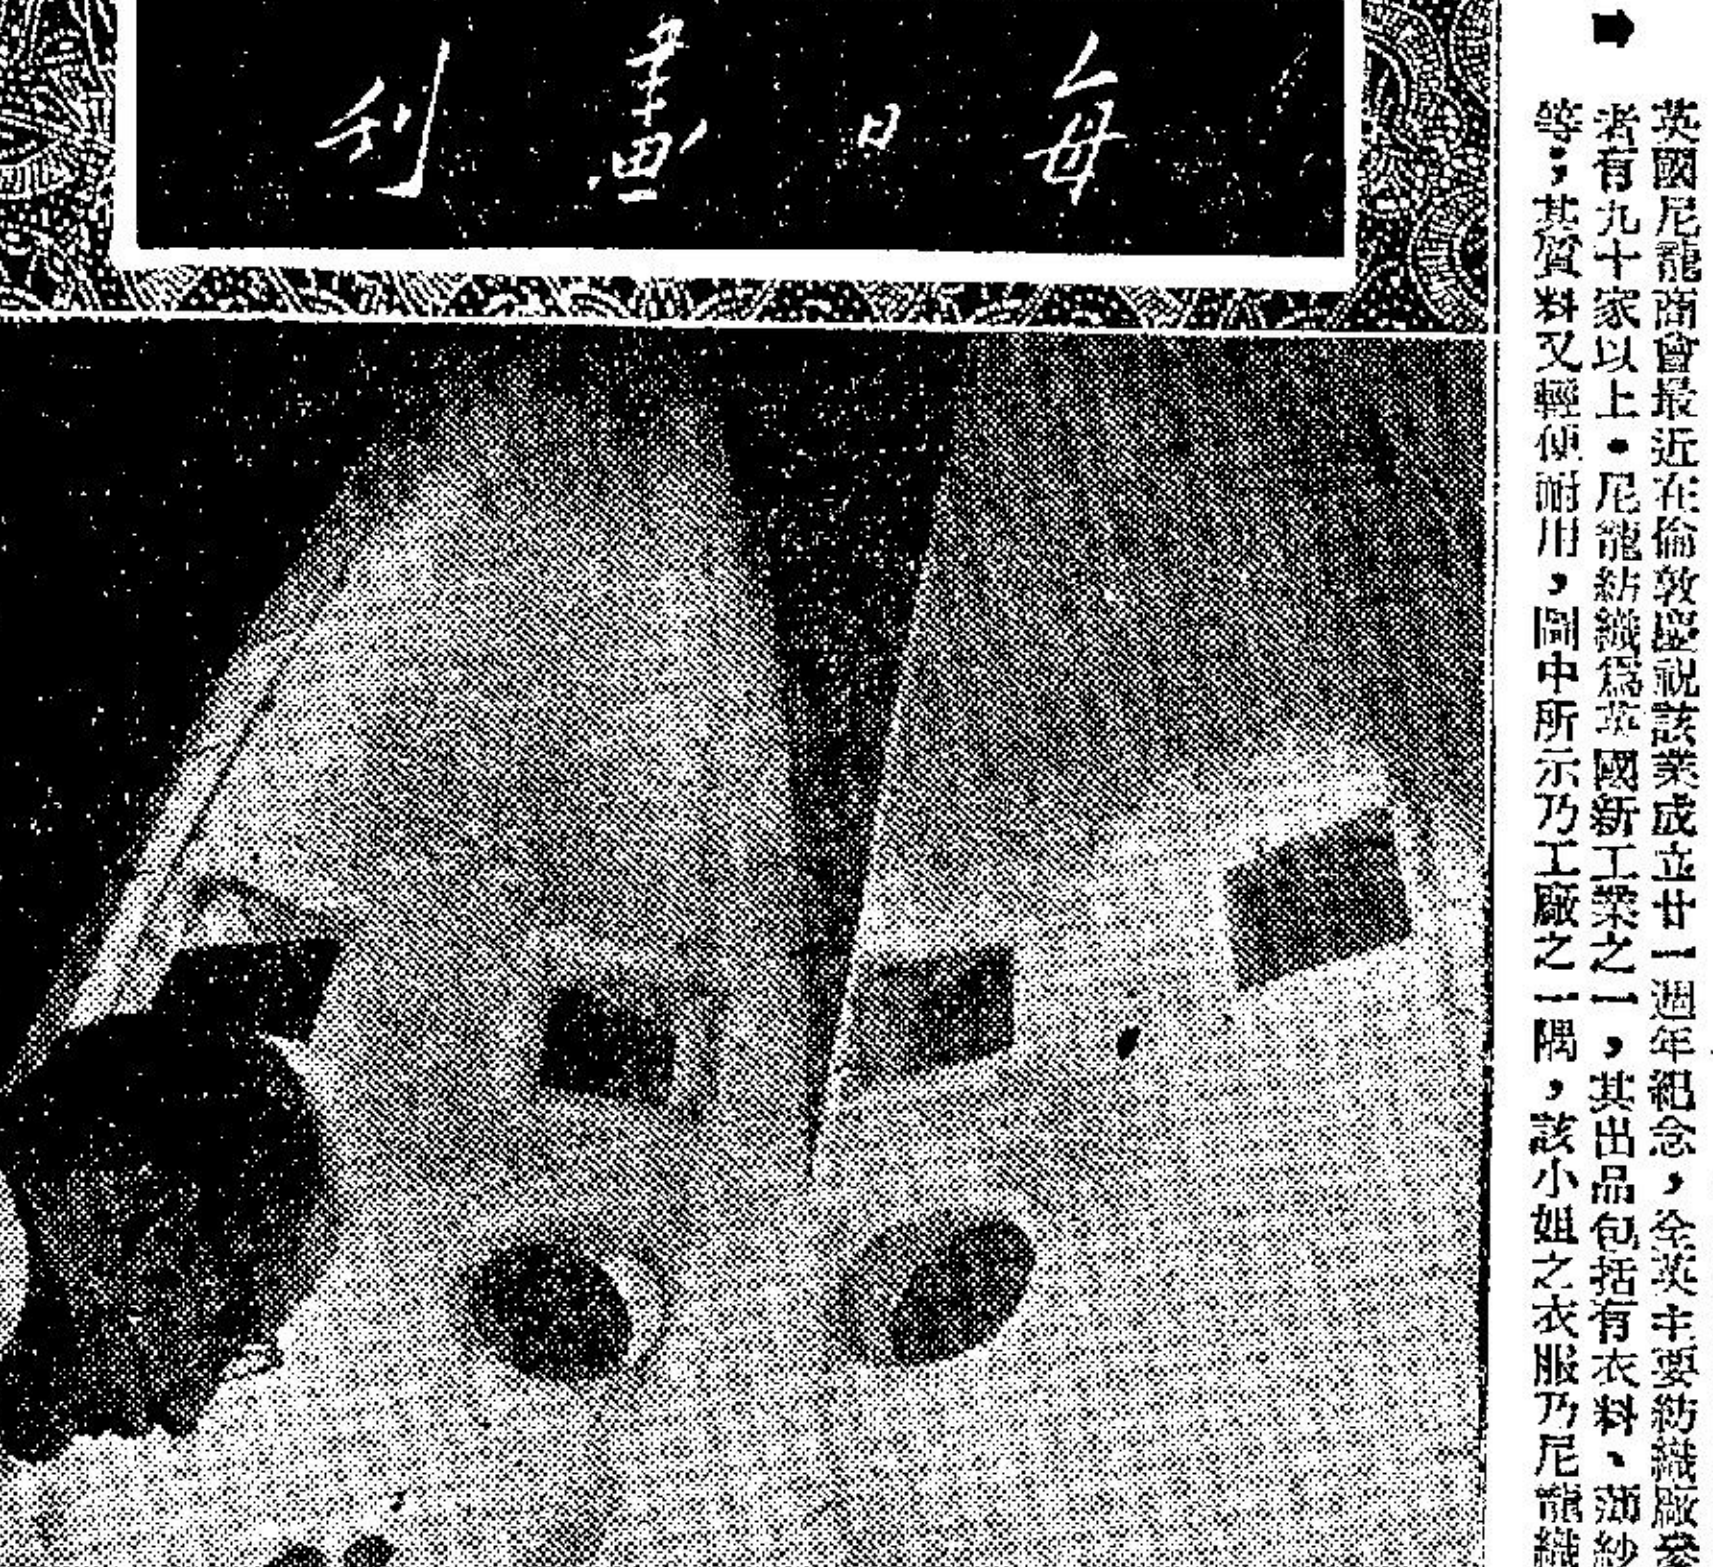 每日畫刊
英國尼龍商會最近在倫敦慶祝該業成立廿一週年紀念，全英主要紡織廠參
者有九十家以上・尼龍紡織爲英國新工業之一，其出品包括有衣料、薄紗
等；其質料又輕便耐用，圖中所示乃工廠之一隅，該小姐之衣服乃尼龍織